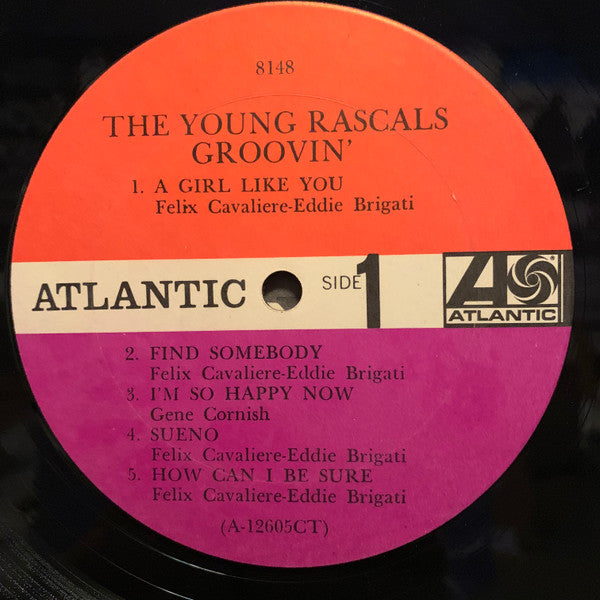 8148
THE YOUNG RASCALS
GROOVIN'
1. A GIRL LIKE YOU
Felix Cavaliere-Eddie Brigati
ATLANTIC
SIDE 1
ATLANTIC
2. FIND SOMEBODY
Felix Cavaliere-Eddie Brigati
3. I'M SO HAPPY NOW
Gene Cornish
4. SUENO
Felix Cavaliere-Eddie Brigati
5. HOW CAN I BE SURE
Felix Cavaliere-Eddie Brigati
(A-12605CT)